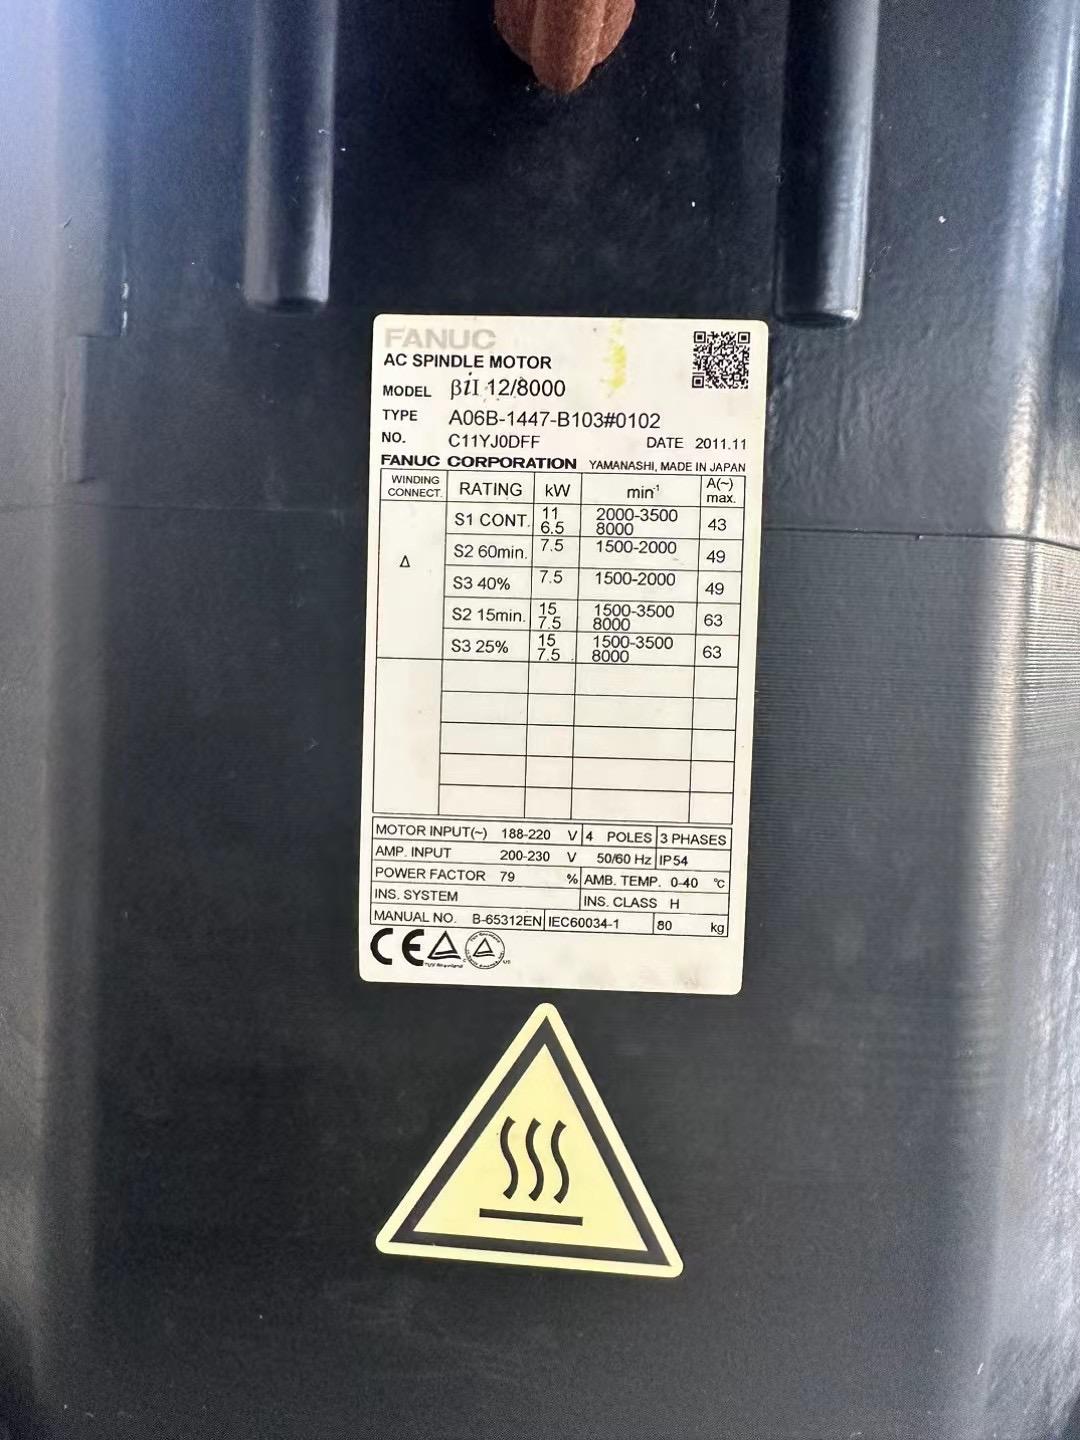 FANUC
AC SPINDLE MOTOR
MODEL βiI 12/8000
TYPE A06B-1447-B103#0102
NO. C11YJ0DFF DATE 2011.11
FANUC CORPORATION YAMANASHI, MADE IN JAPAN
WINDING CONNECT. RATING kW min-1 A(~) max.
Δ
S1 CONT. 11 2000-3500 43
6.5 8000
S2 60min. 7.5 1500-2000 49
S3 40% 7.5 1500-2000 49
S2 15min. 15 1500-3500 63
7.5 8000
S3 25% 15 1500-3500 63
7.5 8000
MOTOR INPUT(~) 188-220 V 4 POLES 3 PHASES
AMP. INPUT 200-230 V 50/60 Hz IP54
POWER FACTOR 79 % AMB. TEMP. 0-40 ℃
INS. SYSTEM INS. CLASS H
MANUAL NO. B-65312EN IEC60034-1 80 kg
CE TUV Rheinland US